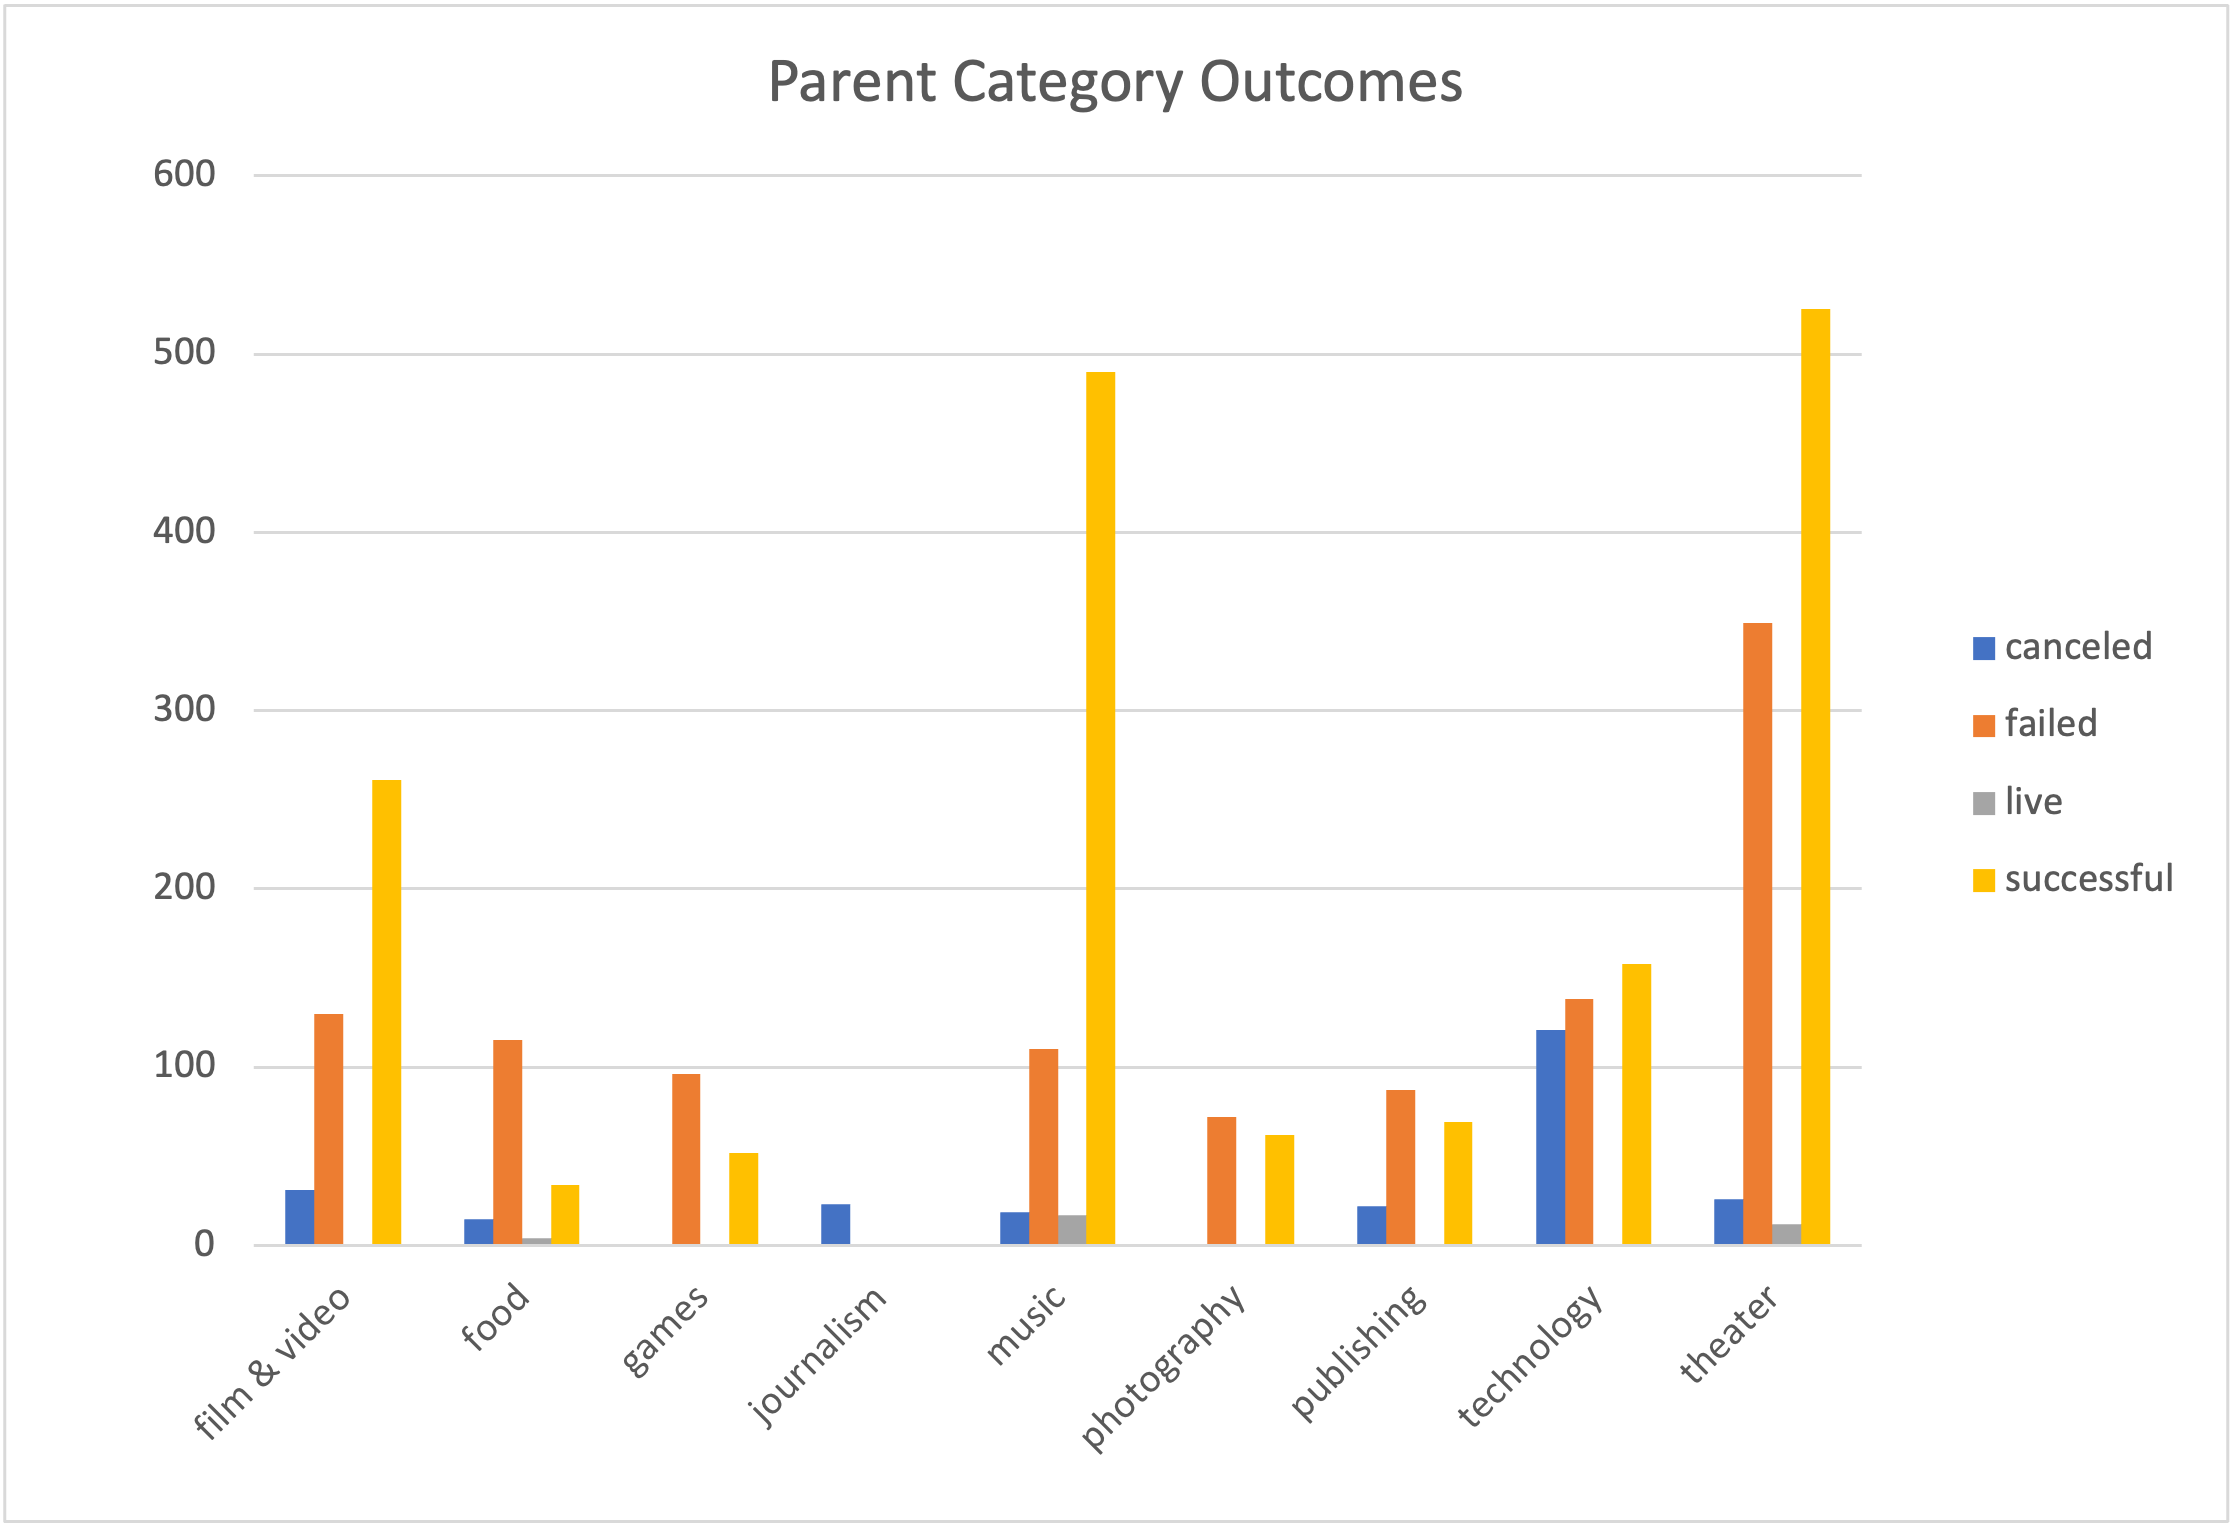 Parent Category Outcomes
600
500
400
300
200
100
0
film & video
food
games
journalism
music
photography
publishing
technology
theater
canceled
failed
live
successful